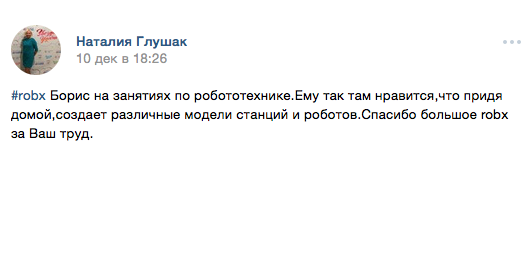 Наталия Глушак
10 дек в 18:26
#robx Борис на занятиях по робототехнике.Ему так там нравится,что придя
домой,создает различные модели станций и роботов.Спасибо большое robx
за Ваш труд.